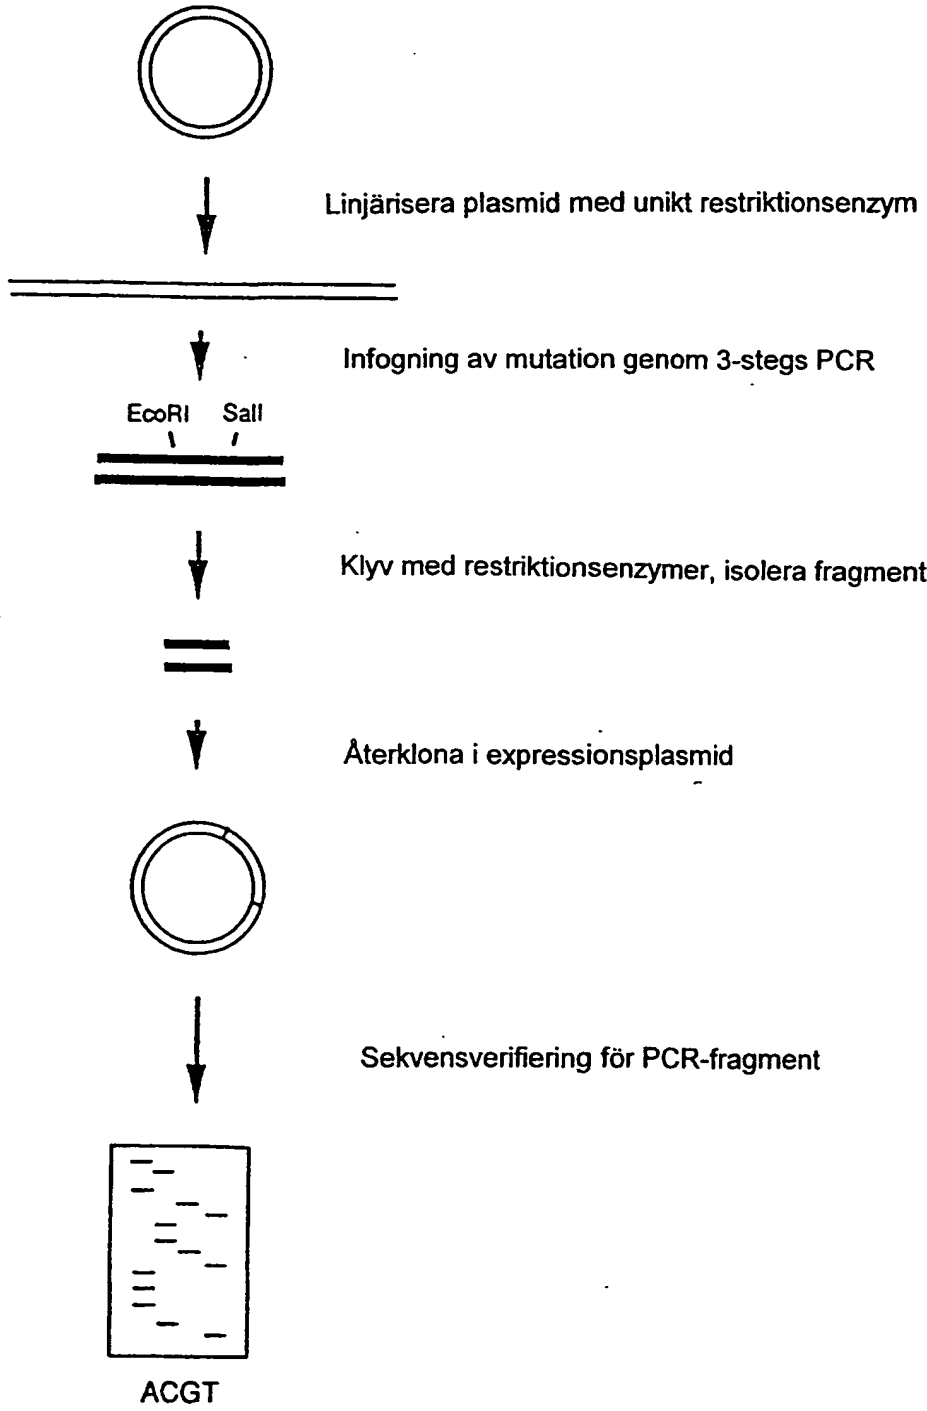 Linjärisera plasmid med unikt restriktionsenzym
Infogning av mutation genom 3-stegs PCR
EcoRI SalI
Klyv med restriktionsenzymer, isolera fragment
Återklona i expressionsplasmid
Sekvensverifiering för PCR-fragment
ACGT